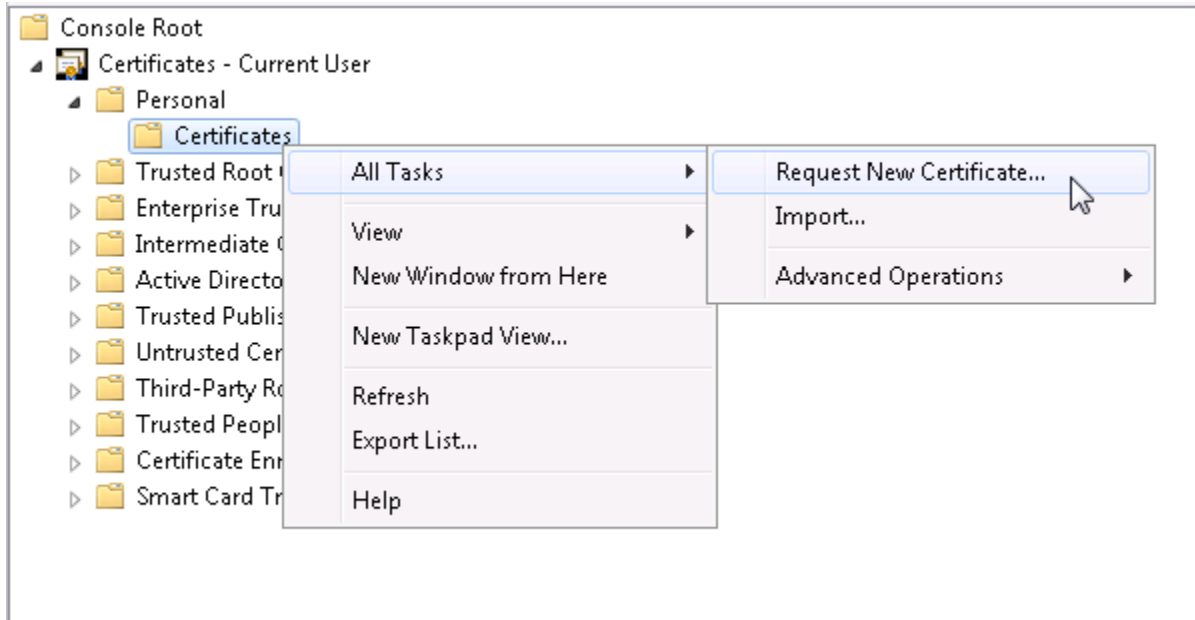 Console Root
Certificates - Current User
Personal
Certificates
Trusted Root
Enterprise Tru
Intermediate
Active Directo
Trusted Publis
Untrusted Cer
Third-Party Ro
Trusted Peopl
Certificate Enr
Smart Card Tr
All Tasks
View
New Window from Here
New Taskpad View...
Refresh
Export List...
Help
Request New Certificate...
Import...
Advanced Operations